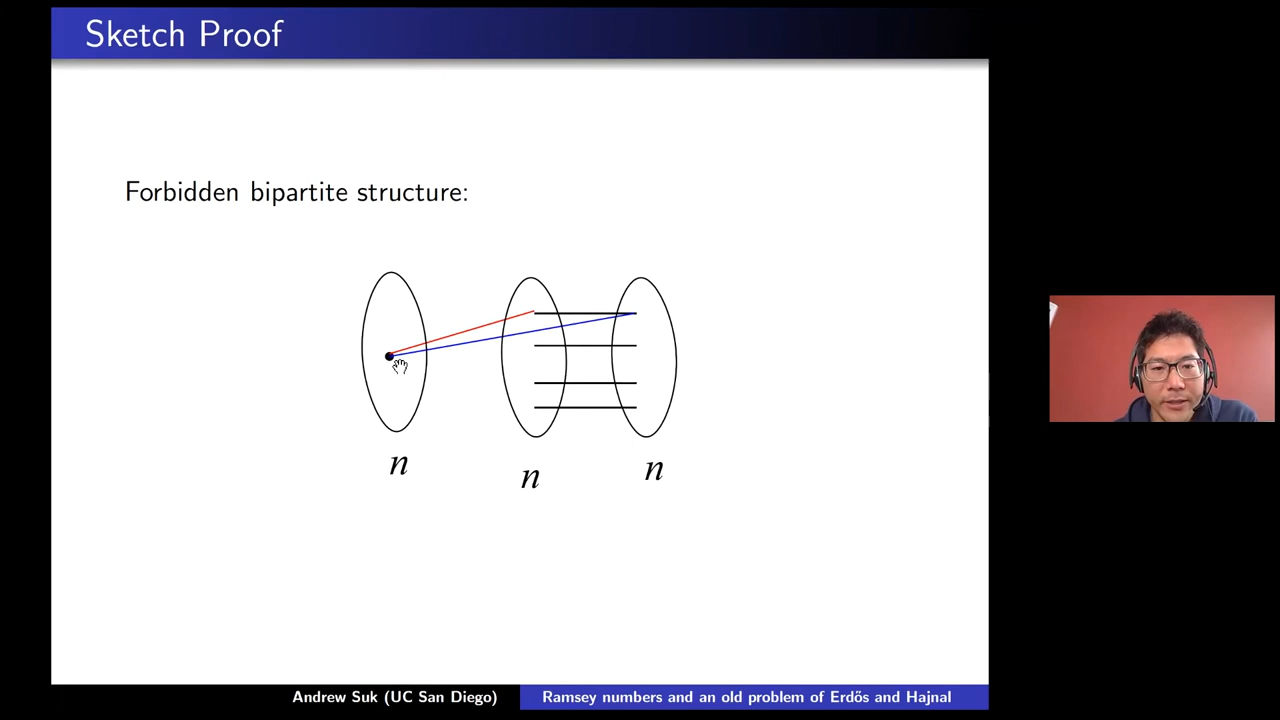 Sketch Proof
Forbidden bipartite structure:
n
n
n
Andrew Suk (UC San Diego)
Ramsey numbers and an old problem of Erdős and Hajnal